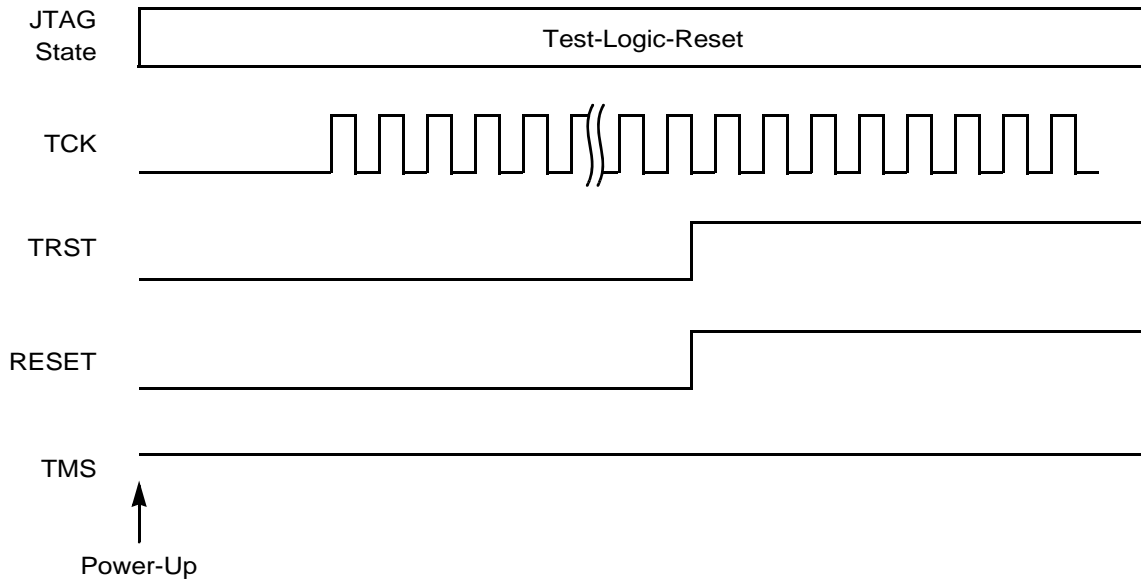 JTAG
State
Test-Logic-Reset
TCK
TRST
RESET
TMS
Power-Up